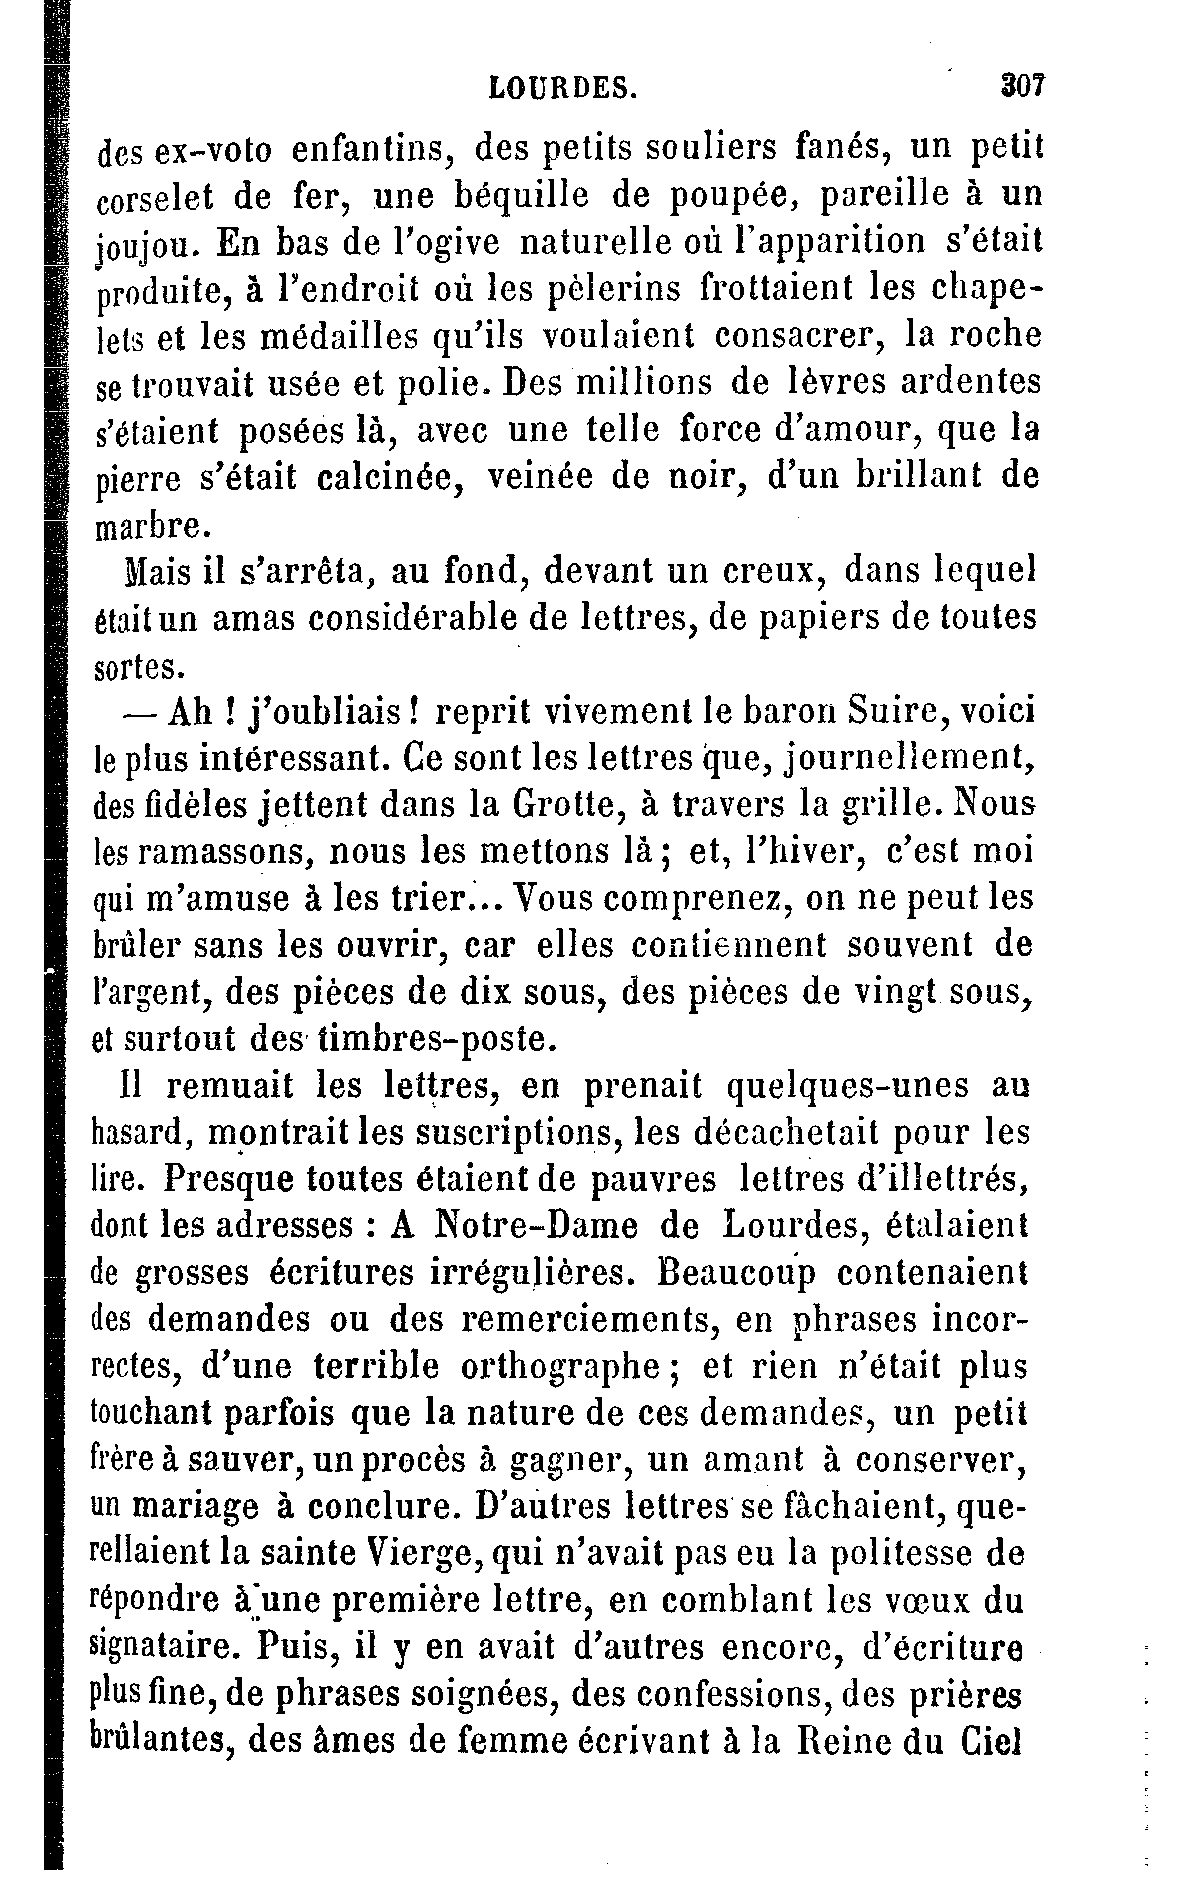 LOURDES. 307
des ex-voto enfantins, des petits souliers fanés, un petit
corselet de fer, une béquille de poupée, pareille à un
joujou. En bas de l'ogive naturelle où l'apparition s'était
produite, à l'endroit où les pèlerins frottaient les chape-
lets et les médailles qu'ils voulaient consacrer, la roche
se trouvait usée et polie. Des millions de lèvres ardentes
s'étaient posées là, avec une telle force d'amour, que la
pierre s'était calcinée, veinée de noir, d'un brillant de
marbre.
Mais il s'arrêta, au fond, devant un creux, dans lequel
était un amas considérable de lettres, de papiers de toutes
sortes.
— Ah ! j'oubliais ! reprit vivement le baron Suire, voici
le plus intéressant. Ce sont les lettres que, journellement,
des fidèles jettent dans la Grotte, à travers la grille. Nous
les ramassons, nous les mettons là ; et, l'hiver, c'est moi
qui m'amuse à les trier... Vous comprenez, on ne peut les
brûler sans les ouvrir, car elles contiennent souvent de
l'argent, des pièces de dix sous, des pièces de vingt sous,
et surtout des timbres-poste.
Il remuait les lettres, en prenait quelques-unes au
hasard, montrait les suscriptions, les décachetait pour les
lire. Presque toutes étaient de pauvres lettres d'illettrés,
dont les adresses : A Notre-Dame de Lourdes, étalaient
de grosses écritures irrégulières. Beaucoup contenaient
des demandes ou des remerciements, en phrases incor-
rectes, d'une terrible orthographe ; et rien n'était plus
touchant parfois que la nature de ces demandes, un petit
frère à sauver, un procès à gagner, un amant à conserver,
un mariage à conclure. D'autres lettres se fâchaient, que-
rellaient la sainte Vierge, qui n'avait pas eu la politesse de
répondre à une première lettre, en comblant les vœux du
signataire. Puis, il y en avait d'autres encore, d'écriture
plus fine, de phrases soignées, des confessions, des prières
brûlantes, des âmes de femme écrivant à la Reine du Ciel